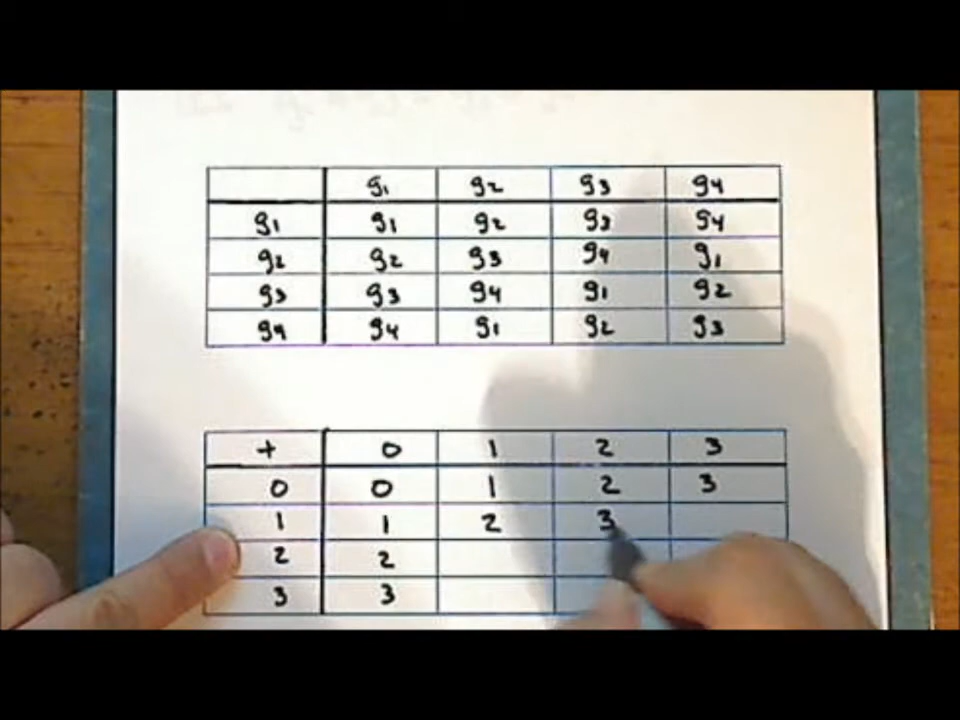 g1 g2 g3 g4
g1 g1 g2 g3 g4
g2 g2 g3 g4 g1
g3 g3 g4 g1 g2
g4 g4 g1 g2 g3
+ 0 1 2 3
0 0 1 2 3
1 1 2 3
2 2
3 3